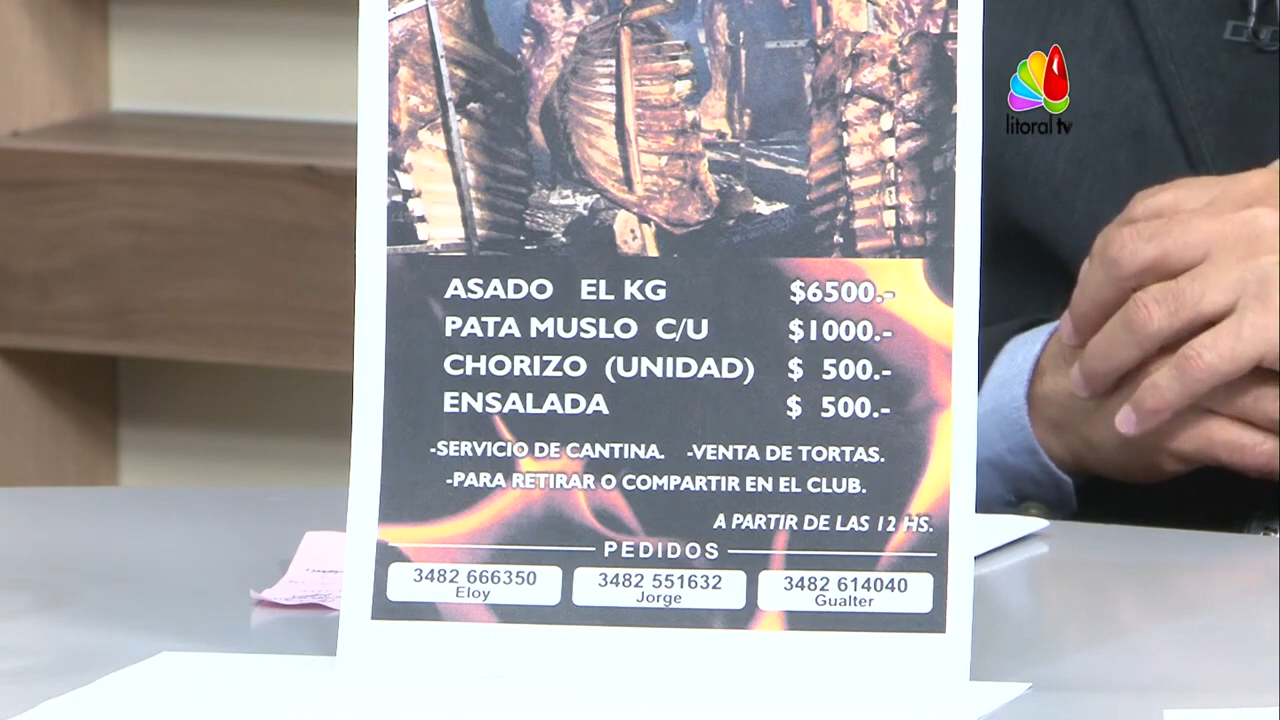 litoral tv
ASADO EL KG $6500.-
PATA MUSLO C/U $1000.-
CHORIZO (UNIDAD) $ 500.-
ENSALADA $ 500.-
-SERVICIO DE CANTINA. -VENTA DE TORTAS.
-PARA RETIRAR O COMPARTIR EN EL CLUB.
A PARTIR DE LAS 12 HS.
PEDIDOS
3482 666350 3482 551632 3482 614040
Eloy Jorge Gualter